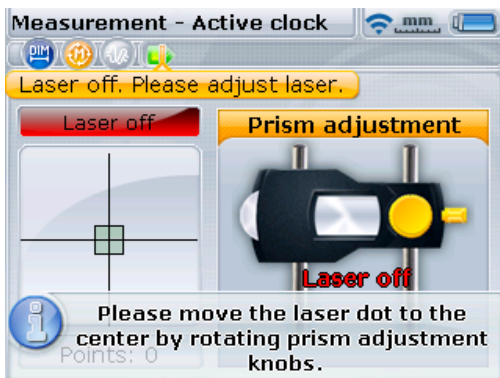 Measurement - Active clock
mm
DIM
M
Laser off. Please adjust laser.
Laser off
Prism adjustment
Laser off
Please move the laser dot to the
center by rotating prism adjustment
knobs.
Points: 0